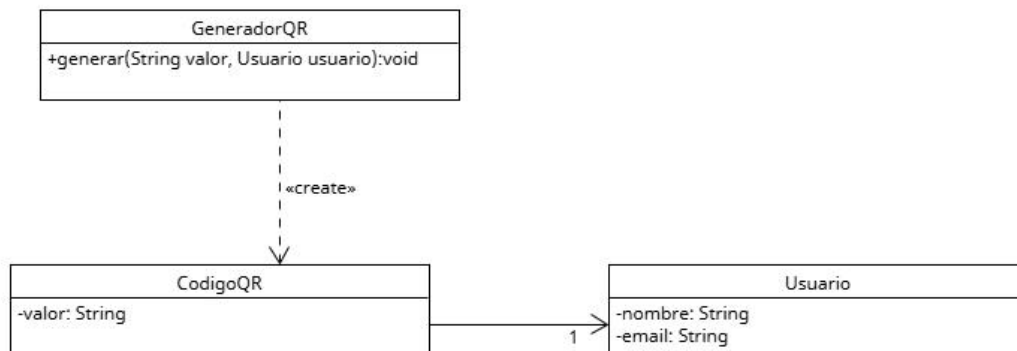 GeneradorQR
+generar(String valor, Usuario usuario):void
«create»
CodigoQR
-valor: String
1
Usuario
-nombre: String
-email: String